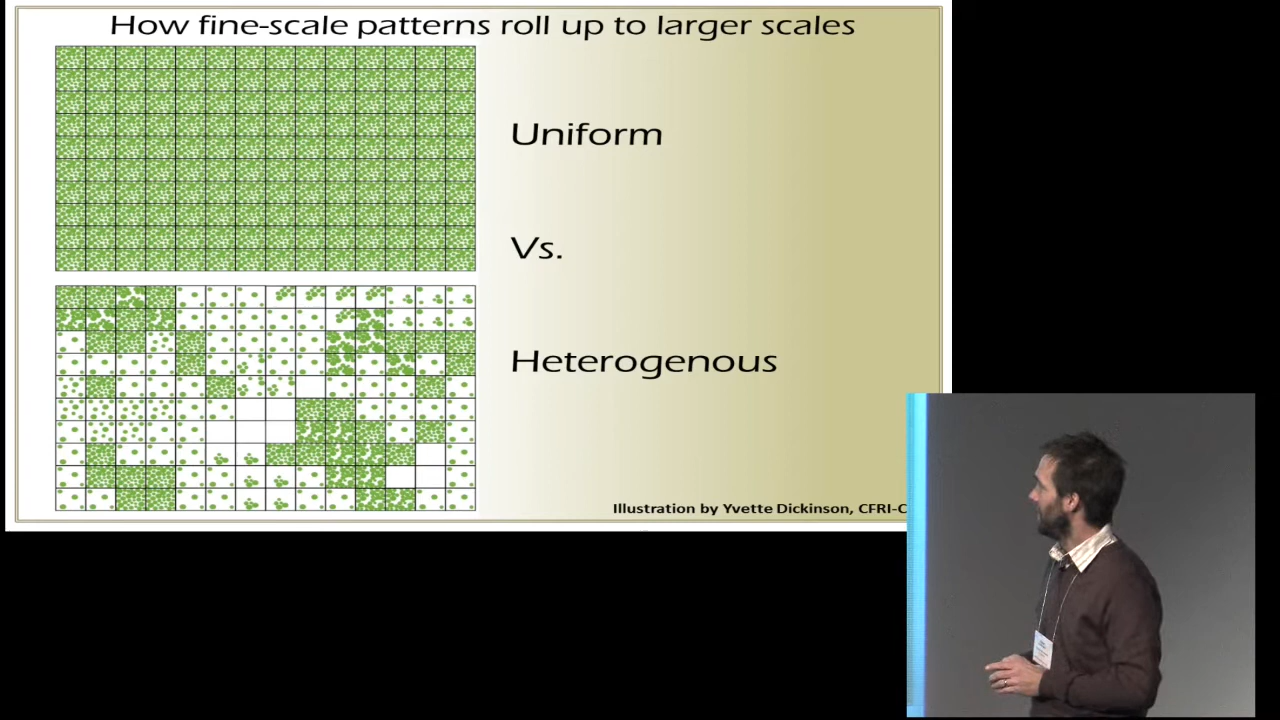 How fine-scale patterns roll up to larger scales
Uniform
Vs.
Heterogenous
Illustration by Yvette Dickinson, CFRI-C